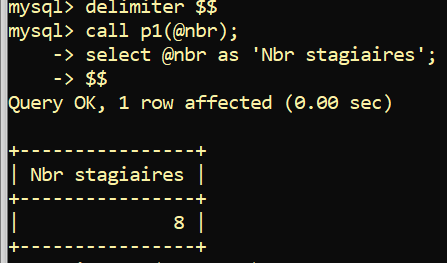 mysql> delimiter $$
mysql> call p1(@nbr);
    -> select @nbr as 'Nbr stagiaires';
    -> $$
Query OK, 1 row affected (0.00 sec)

+----------------+
| Nbr stagiaires |
+----------------+
|              8 |
+----------------+